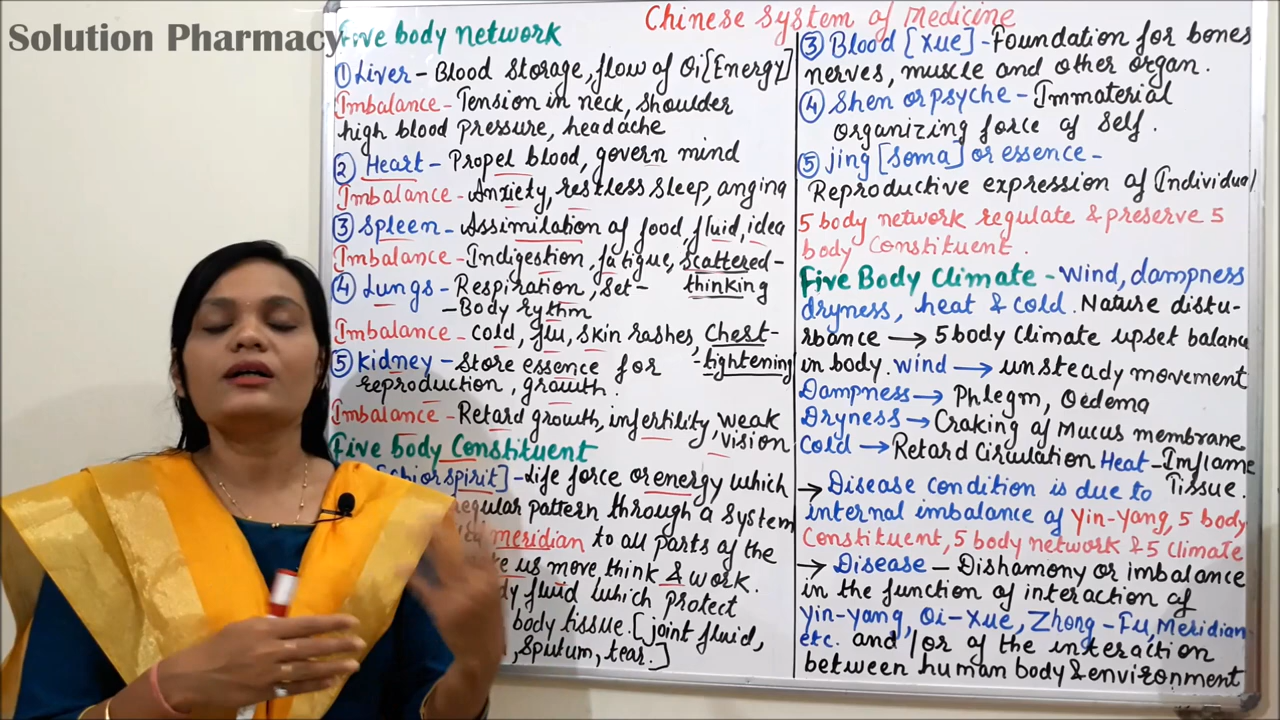 Solution Pharmacy
Chinese System of Medicine
Five body network
① Liver - Blood Storage, flow of Qi [Energy]
Imbalance - Tension in neck, shoulder
high blood pressure, headache
② Heart - Propel blood, govern mind
Imbalance - Anxiety, restless sleep, anging
③ Spleen - Assimilation of food, fluid, idea
Imbalance - Indigestion, fatigue, scattered-
thinking
④ Lungs - Respiration, Set-
-Body rythm
Imbalance - Cold, flu, skin rashes, Chest-
-tightening
⑤ Kidney - Store essence for
reproduction, growth.
Imbalance - Retard growth, infertility, weak
vision
Five body Constituent
spirit] - life force or energy which
regular pattern through a System
meridian to all parts of the
us move think & work.
fluid which protect
body tissue. [joint fluid,
, Sputum, tear.]
③ Blood [Xue] - Foundation for bones
nerves, muscle and other organ.
④ Shen or psyche - Immaterial
organizing force of Self.
⑤ jing [Soma] or essence -
Reproductive expression of Individual
5 body network regulate & preserve 5
body Constituent.
Five Body Climate - Wind, dampness
dryness, heat & cold. Nature distu-
rbance → 5 body Climate upset balance
in body. Wind → unsteady movement
Dampness → Phlegm, Oedema
Dryness → Craking of Mucus membrane
Cold → Retard Circulation Heat - Imflame
Tissue.
→ Disease condition is due to
internal imbalance of Yin-Yang, 5 body
Constituent, 5 body network & 5 Climate
→ Disease - Dishamony or imbalance
in the function of interaction of
Yin-yang, Qi-Xue, Zhong-Fu, Meridian
etc. and /or of the interaction
between human body & environment